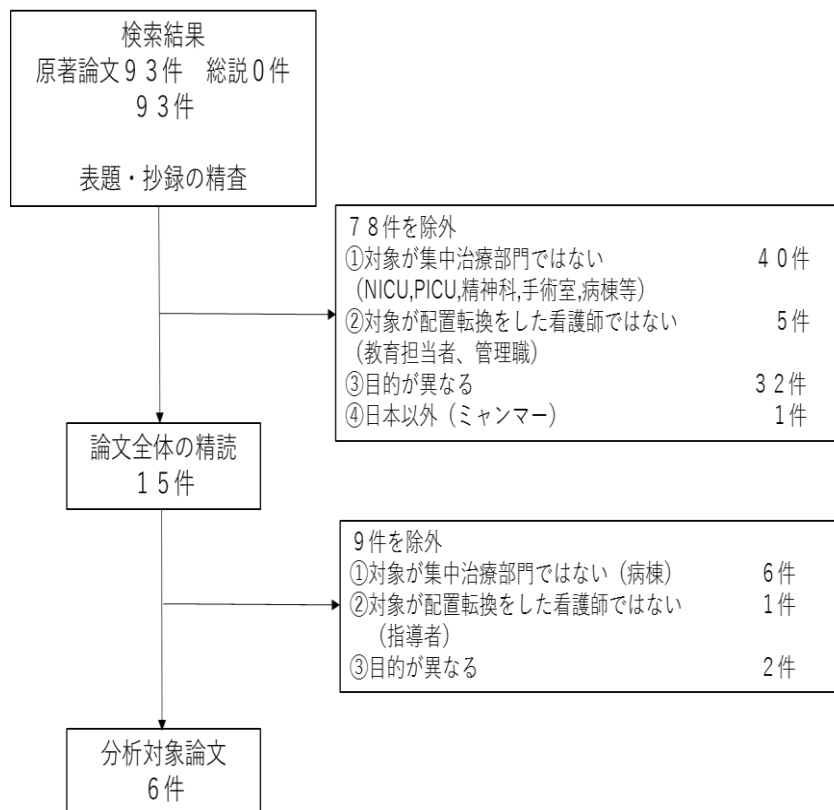 検索結果
原著論文９３件　総説０件
９３件
表題・抄録の精査
７８件を除外
①対象が集中治療部門ではない　４０件
（NICU,PICU,精神科,手術室,病棟等）
②対象が配置転換をした看護師ではない　５件
（教育担当者、管理職）
③目的が異なる　３２件
④日本以外（ミャンマー）　１件
論文全体の精読
１５件
９件を除外
①対象が集中治療部門ではない（病棟）　６件
②対象が配置転換をした看護師ではない　１件
（指導者）
③目的が異なる　２件
分析対象論文
６件